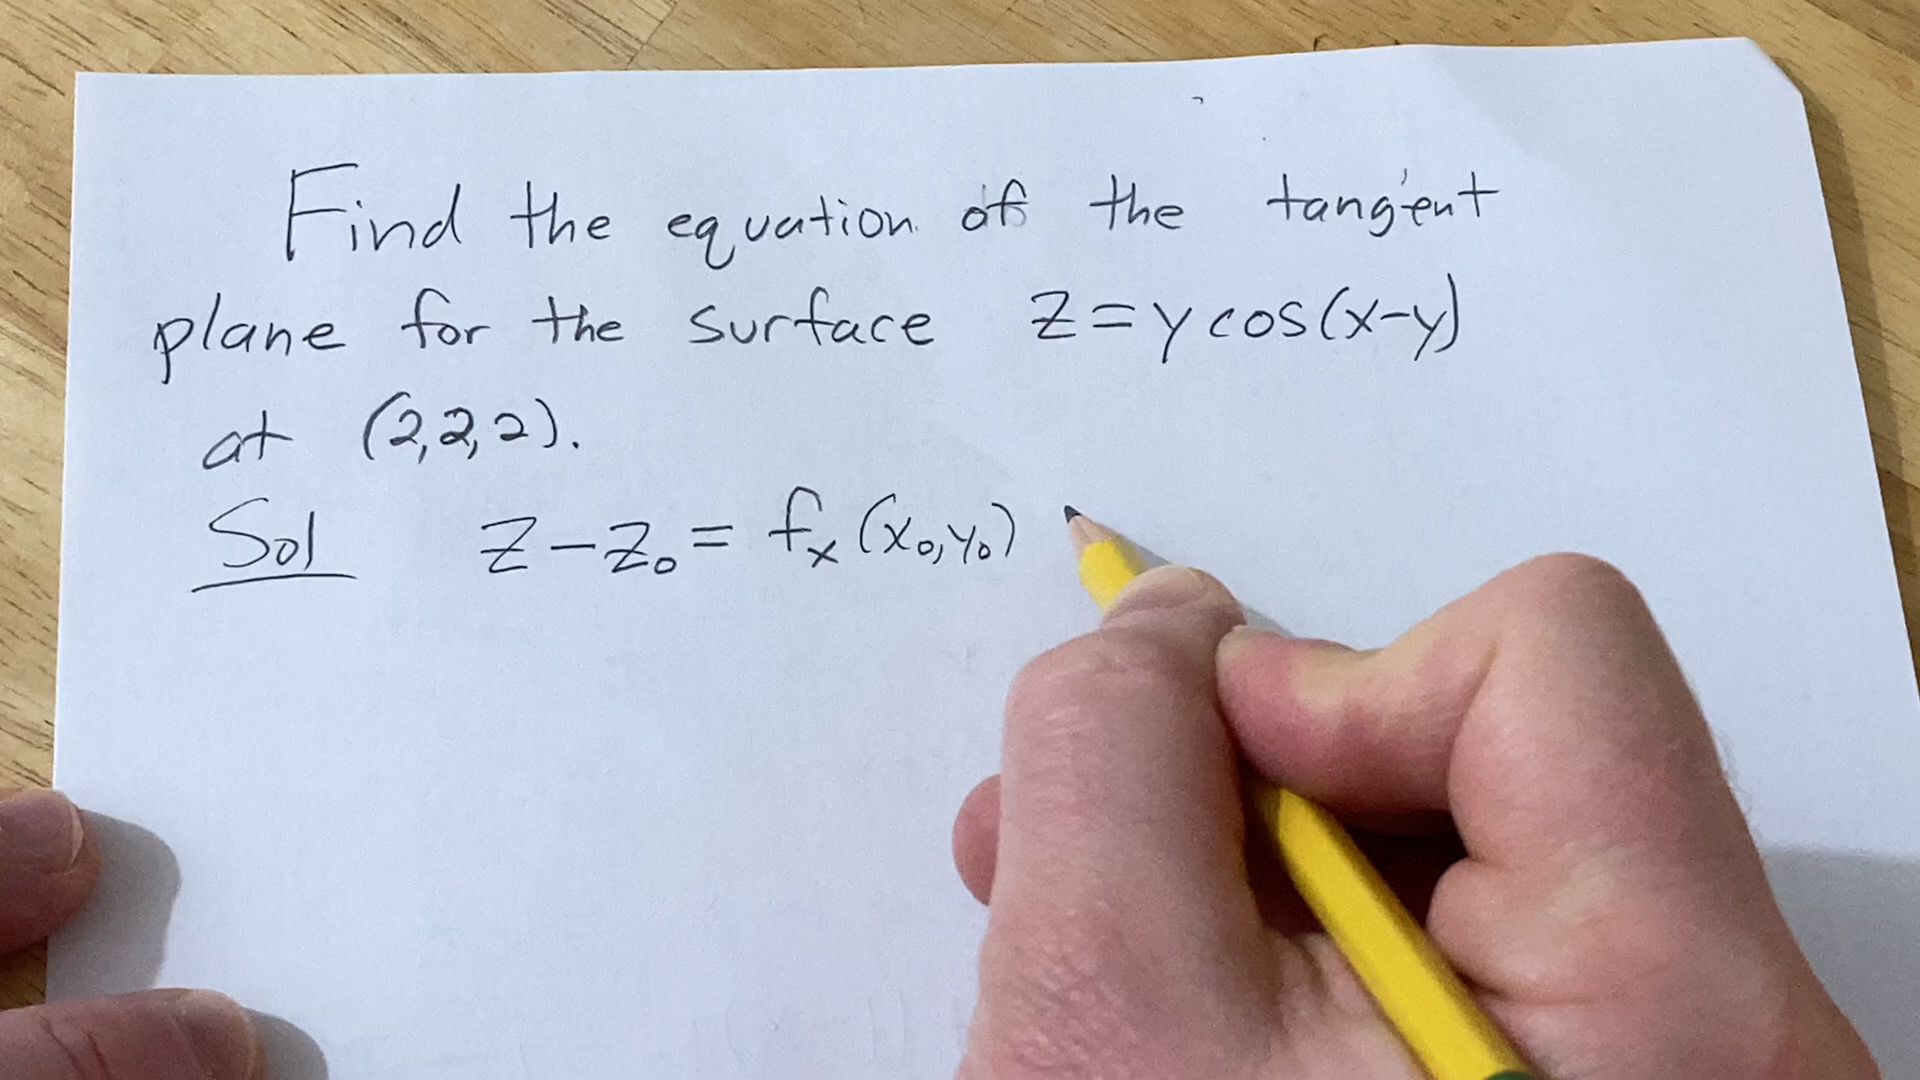 Find the equation of the tangent
plane for the surface z=ycos(x-y)
at (2,2,2).
Sol z-z₀= fₓ(x₀,y₀)